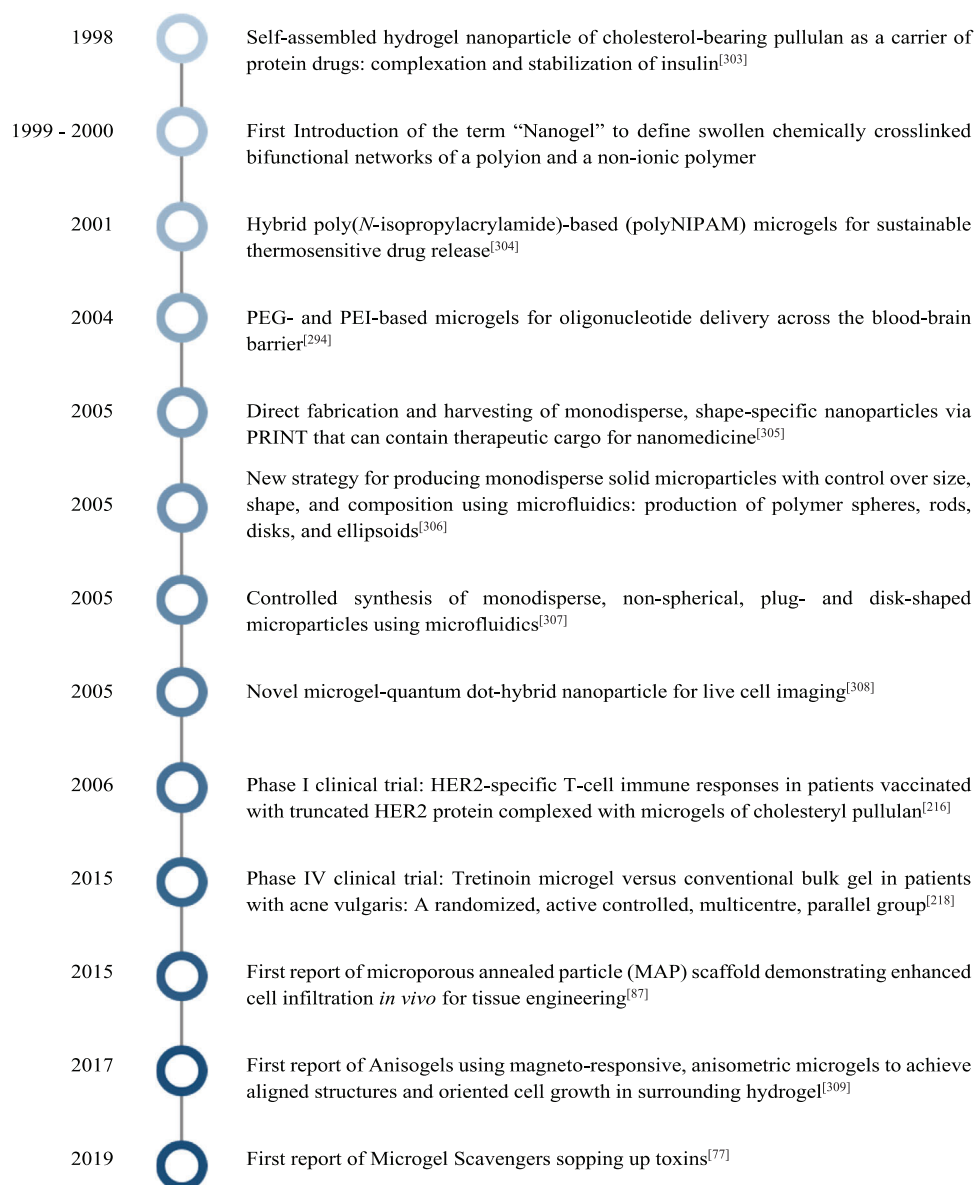 1998
Self-assembled hydrogel nanoparticle of cholesterol-bearing pullulan as a carrier of
protein drugs: complexation and stabilization of insulin[303]
1999 - 2000
First Introduction of the term “Nanogel” to define swollen chemically crosslinked
bifunctional networks of a polyion and a non-ionic polymer
2001
Hybrid poly(N-isopropylacrylamide)-based (polyNIPAM) microgels for sustainable
thermosensitive drug release[304]
2004
PEG- and PEI-based microgels for oligonucleotide delivery across the blood-brain
barrier[294]
2005
Direct fabrication and harvesting of monodisperse, shape-specific nanoparticles via
PRINT that can contain therapeutic cargo for nanomedicine[305]
2005
New strategy for producing monodisperse solid microparticles with control over size,
shape, and composition using microfluidics: production of polymer spheres, rods,
disks, and ellipsoids[306]
2005
Controlled synthesis of monodisperse, non-spherical, plug- and disk-shaped
microparticles using microfluidics[307]
2005
Novel microgel-quantum dot-hybrid nanoparticle for live cell imaging[308]
2006
Phase I clinical trial: HER2-specific T-cell immune responses in patients vaccinated
with truncated HER2 protein complexed with microgels of cholesteryl pullulan[216]
2015
Phase IV clinical trial: Tretinoin microgel versus conventional bulk gel in patients
with acne vulgaris: A randomized, active controlled, multicentre, parallel group[218]
2015
First report of microporous annealed particle (MAP) scaffold demonstrating enhanced
cell infiltration in vivo for tissue engineering[87]
2017
First report of Anisogels using magneto-responsive, anisometric microgels to achieve
aligned structures and oriented cell growth in surrounding hydrogel[309]
2019
First report of Microgel Scavengers sopping up toxins[77]